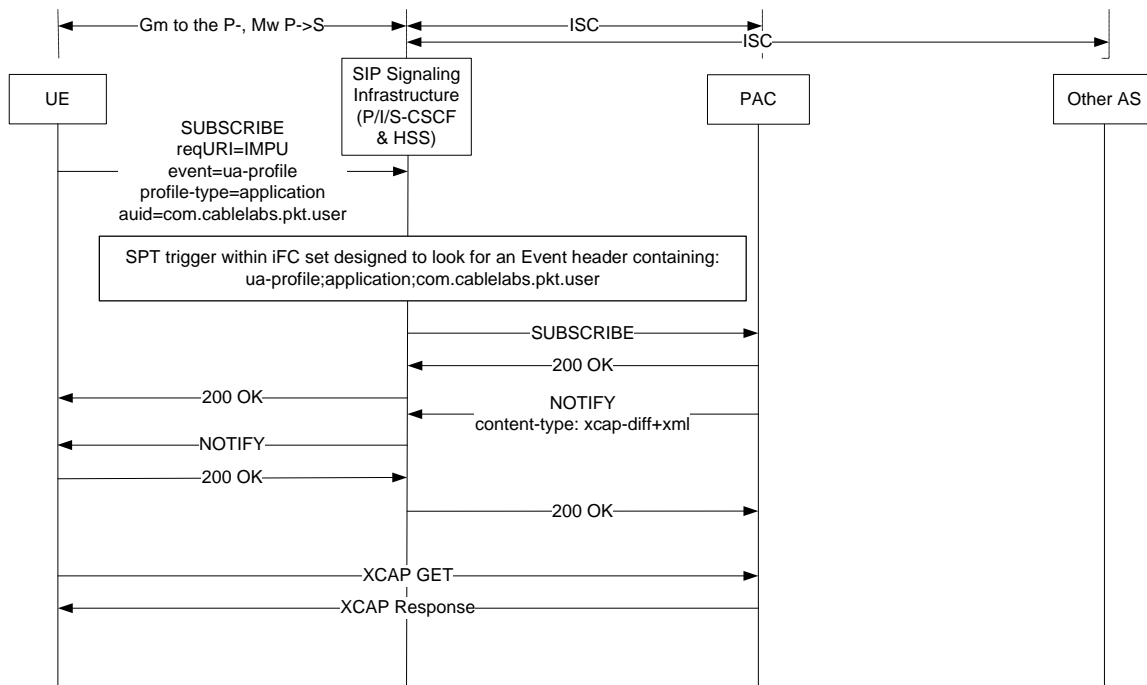 Gm to the P-, Mw P->S
ISC
ISC
UE
SIP Signaling
Infrastructure
(P/I/S-CSCF
& HSS)
PAC
Other AS
SUBSCRIBE
reqURI=IMPU
event=ua-profile
profile-type=application
auid=com.cablelabs.pkt.user
SPT trigger within iFC set designed to look for an Event header containing:
ua-profile;application;com.cablelabs.pkt.user
SUBSCRIBE
200 OK
200 OK
NOTIFY
content-type: xcap-diff+xml
NOTIFY
200 OK
200 OK
XCAP GET
XCAP Response